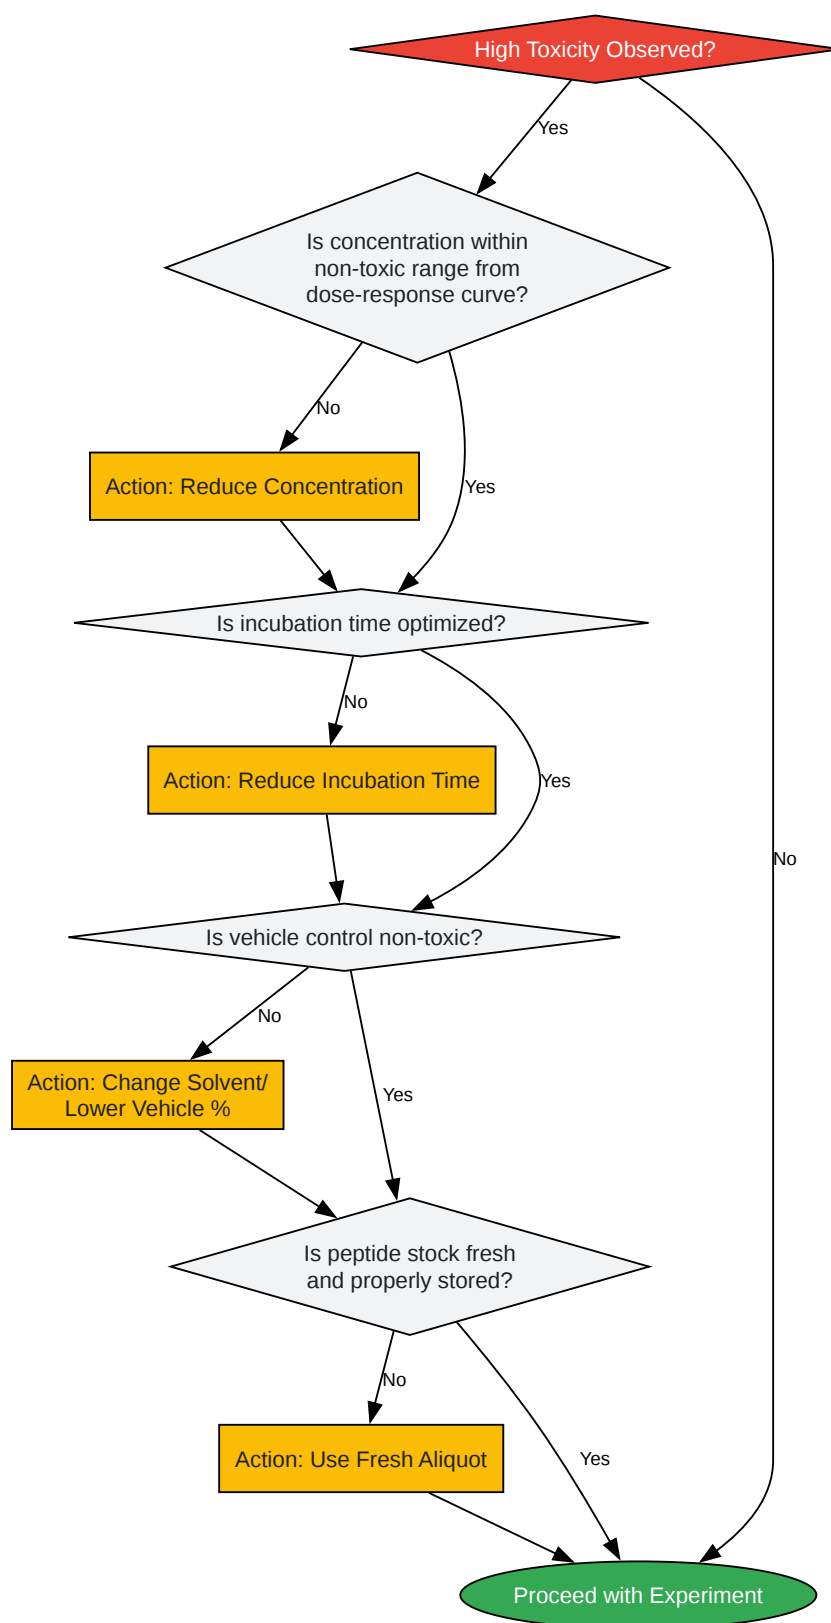 High Toxicity Observed?
Yes
Is concentration within
non-toxic range from
dose-response curve?
No
Action: Reduce Concentration
Yes
Is incubation time optimized?
No
Action: Reduce Incubation Time
Yes
No
Is vehicle control non-toxic?
No
Action: Change Solvent/
Lower Vehicle %
Yes
Is peptide stock fresh
and properly stored?
No
Action: Use Fresh Aliquot
Yes
Proceed with Experiment